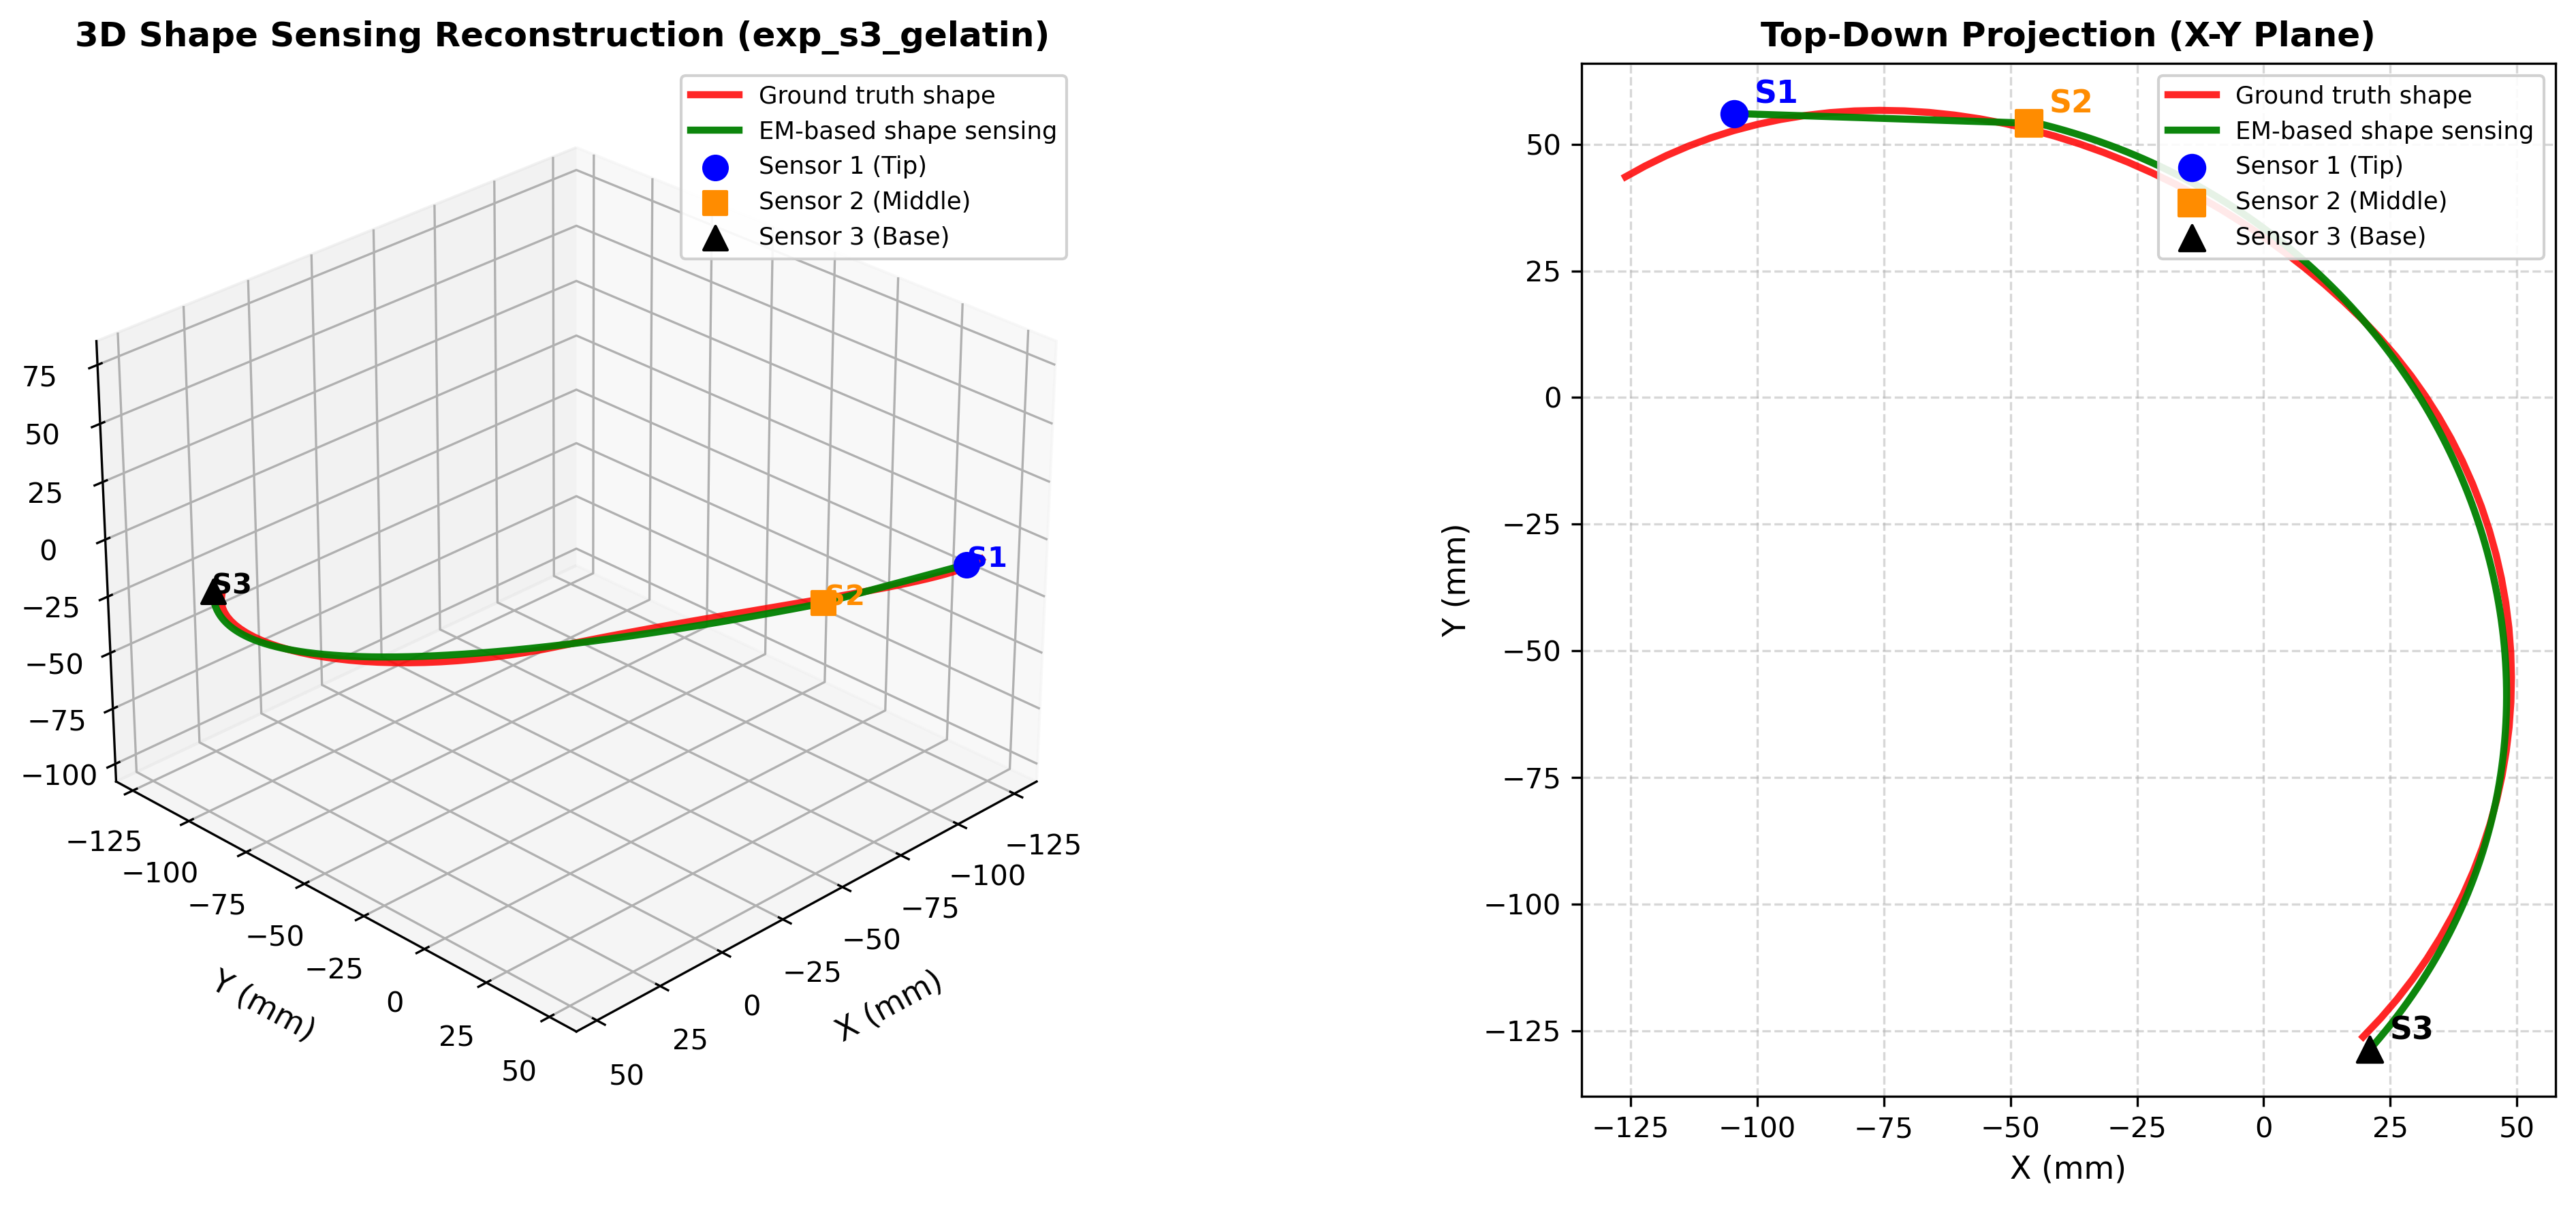 3D Shape Sensing Reconstruction (exp_s3_gelatin)
Ground truth shape
EM-based shape sensing
Sensor 1 (Tip)
Sensor 2 (Middle)
Sensor 3 (Base)
75
50
25
0
−25
−50
−75
−100
S3
S2
S1
−125
−100
−75
−50
−25
0
25
50
Y (mm)
−125
−100
−75
−50
−25
0
25
50
X (mm)
Top-Down Projection (X-Y Plane)
S1
S2
Ground truth shape
EM-based shape sensing
Sensor 1 (Tip)
Sensor 2 (Middle)
Sensor 3 (Base)
50
25
0
−25
−50
−75
−100
−125
Y (mm)
S3
−125
−100
−75
−50
−25
0
25
50
X (mm)